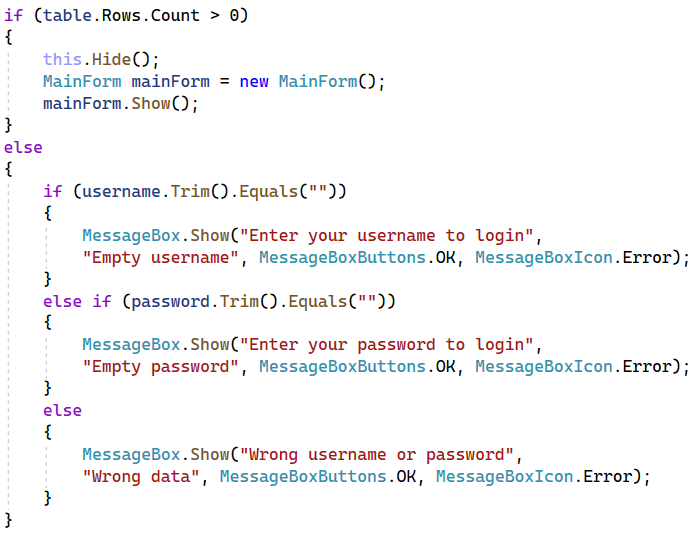 if (table.Rows.Count > 0)
{
    this.Hide();
    MainForm mainForm = new MainForm();
    mainForm.Show();
}
else
{
    if (username.Trim().Equals(""))
    {
        MessageBox.Show("Enter your username to login",
        "Empty username", MessageBoxButtons.OK, MessageBoxIcon.Error);
    }
    else if (password.Trim().Equals(""))
    {
        MessageBox.Show("Enter your password to login",
        "Empty password", MessageBoxButtons.OK, MessageBoxIcon.Error);
    }
    else
    {
        MessageBox.Show("Wrong username or password",
        "Wrong data", MessageBoxButtons.OK, MessageBoxIcon.Error);
    }
}